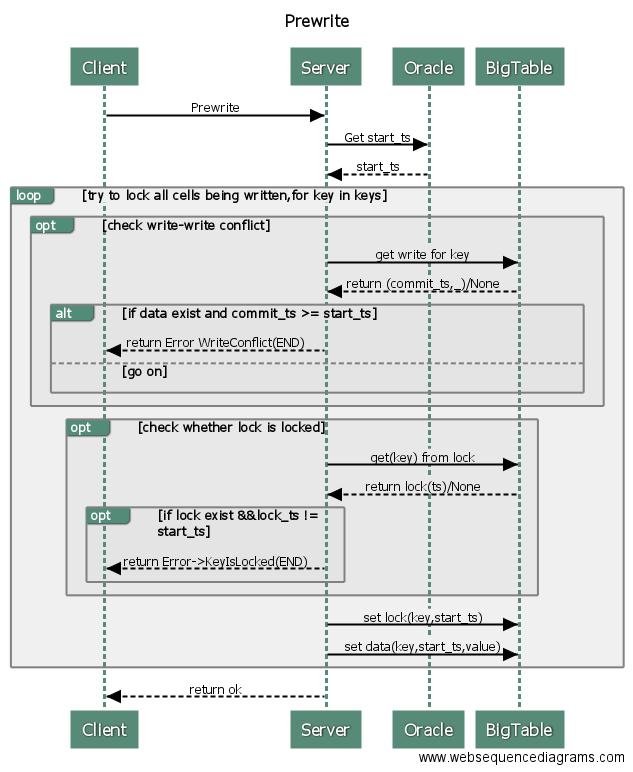 Prewrite
Client
Server
Oracle
BigTable
Prewrite
Get start_ts
start_ts
loop
[try to lock all cells being written,for key in keys]
opt
[check write-write conflict]
get write for key
return (commit_ts,_)/None
alt
[if data exist and commit_ts >= start_ts]
return Error WriteConflict(END)
[go on]
opt
[check whether lock is locked]
get(key) from lock
return lock(ts)/None
opt
[if lock exist &&lock_ts !=
start_ts]
return Error->KeyIsLocked(END)
set lock(key,start_ts)
set data(key,start_ts,value)
return ok
Client
Server
Oracle
BigTable
www.websequencediagrams.com